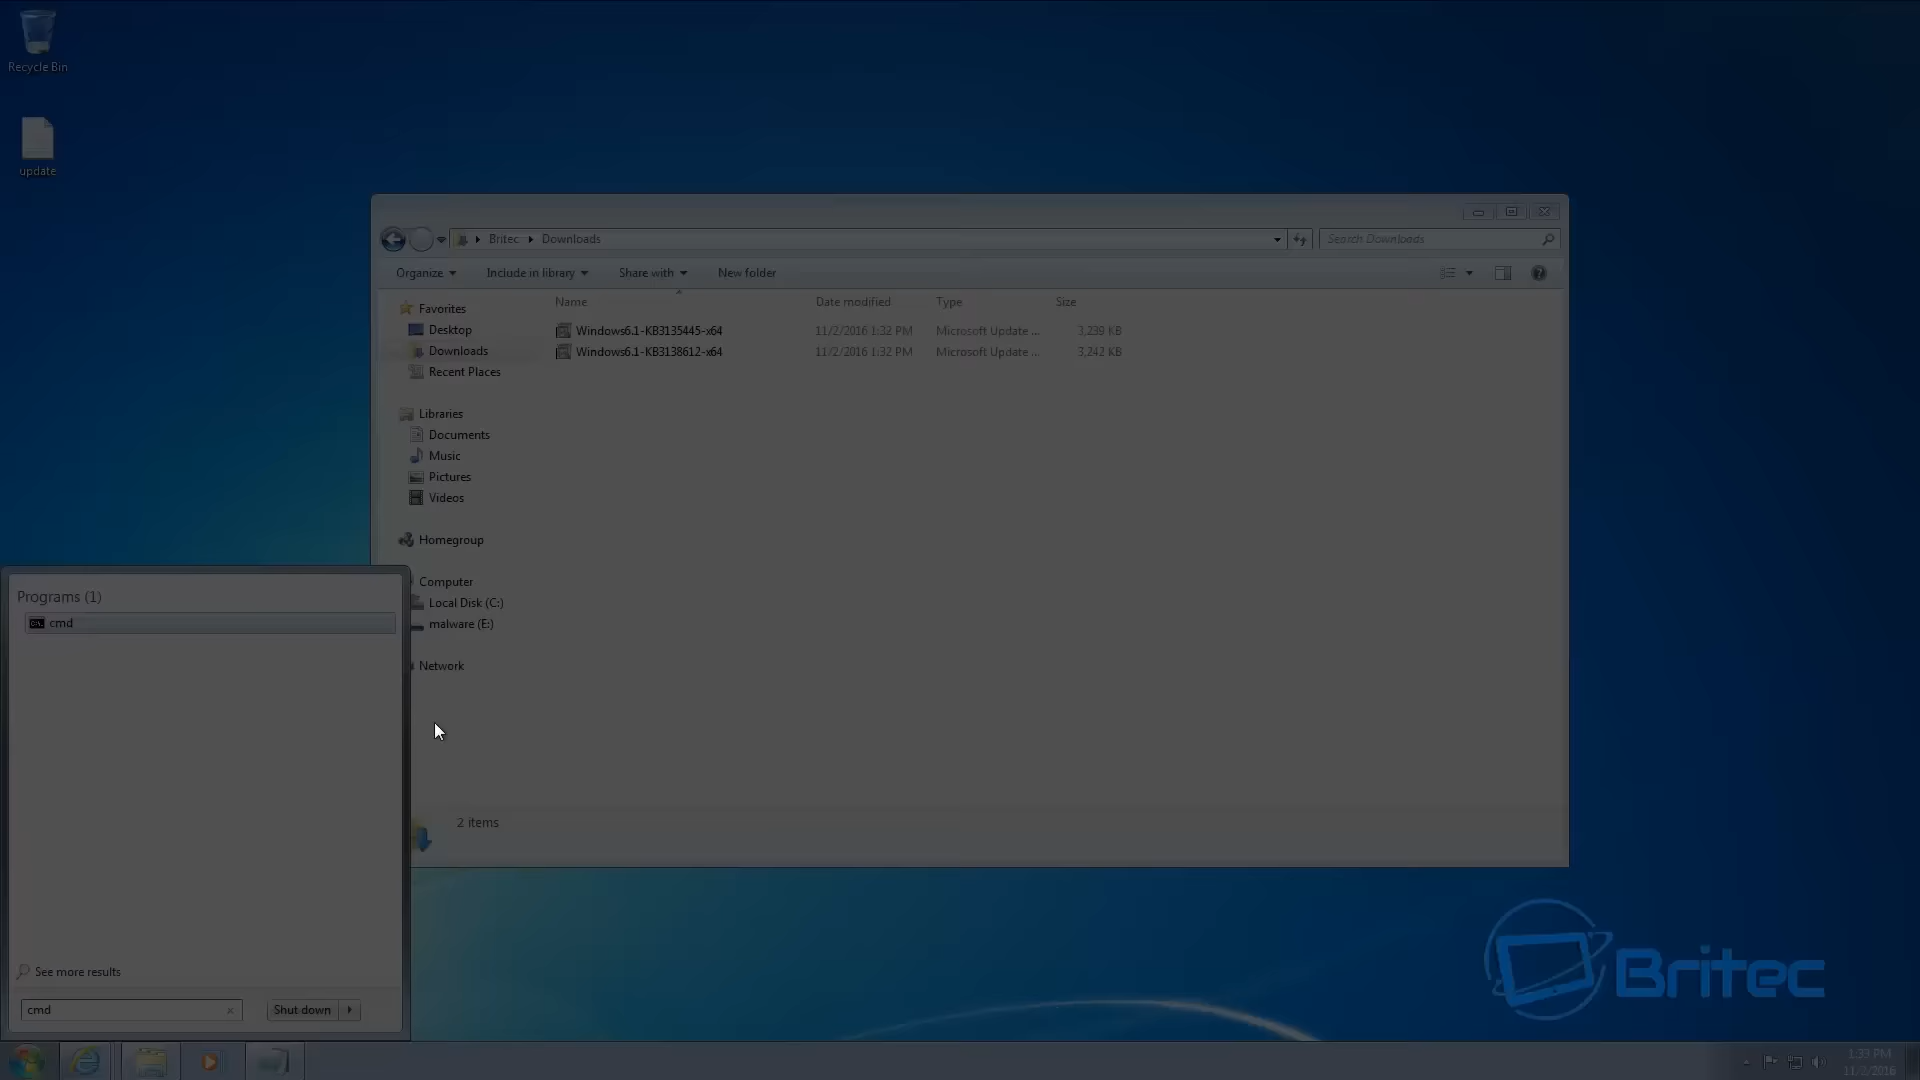 Recycle Bin
update
Britec Downloads
Search Downloads
Organize Include in library Share with New folder
Name Date modified Type Size
Windows6.1-KB3135445-x64 11/2/2016 1:32 PM Microsoft Update ... 3,239 KB
Windows6.1-KB3138612-x64 11/2/2016 1:32 PM Microsoft Update ... 3,242 KB
Favorites
Desktop
Downloads
Recent Places
Libraries
Documents
Music
Pictures
Videos
Homegroup
Computer
Local Disk (C:)
malware (E:)
Network
2 items
Programs (1)
cmd
See more results
cmd
Shut down
Britec
1:33 PM
11/2/2016